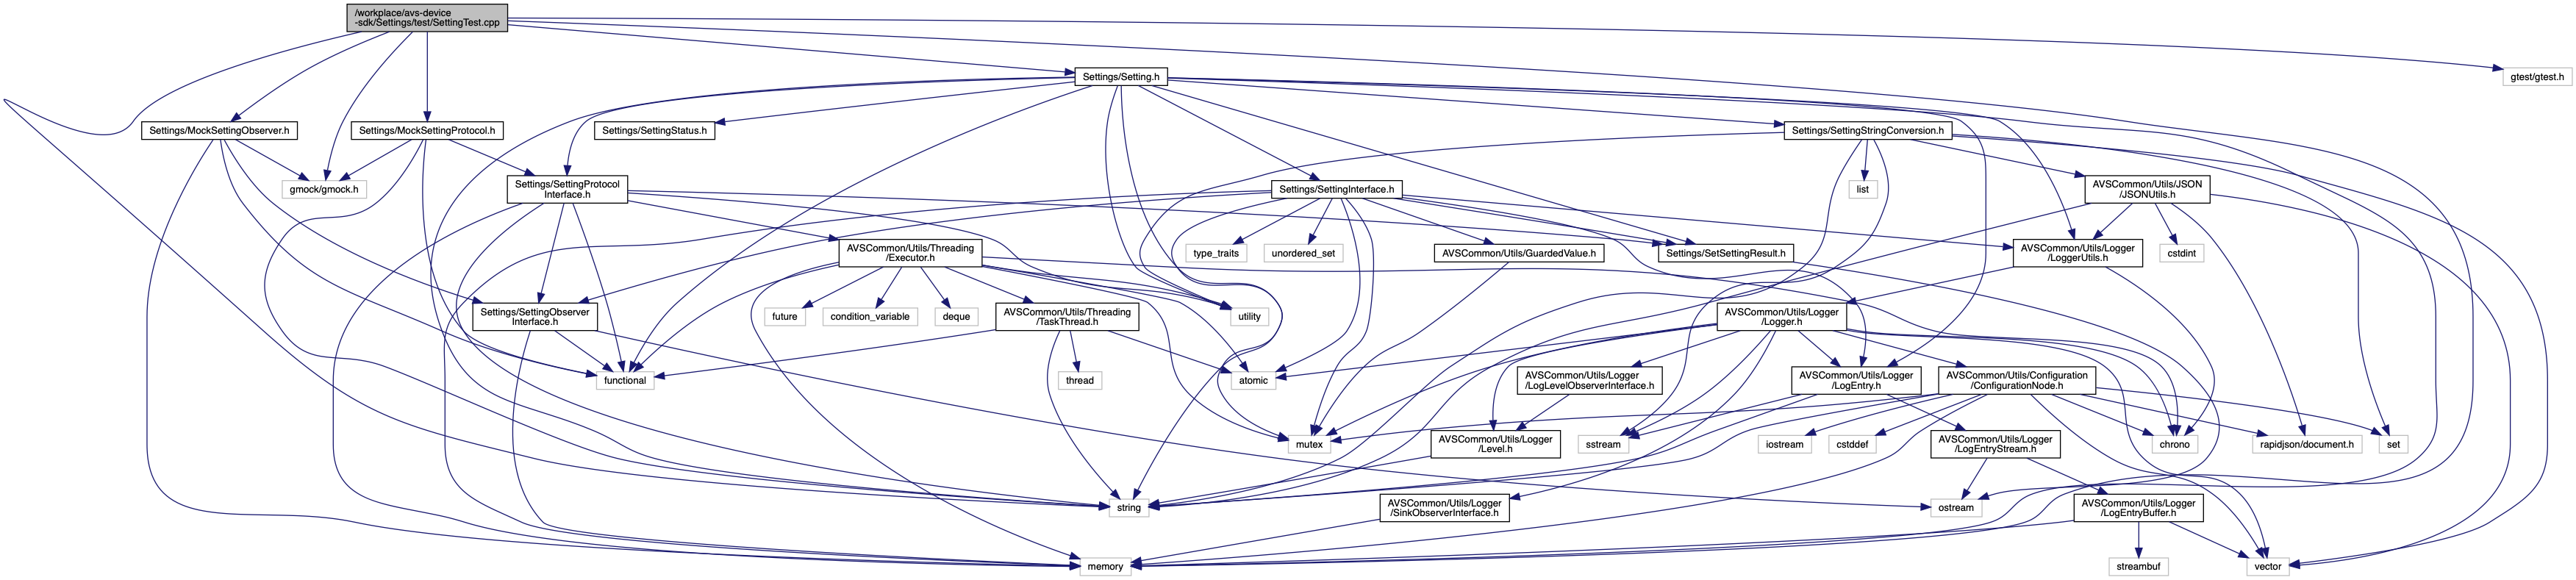 /workplace/avs-device
-sdk/Settings/test/SettingTest.cpp
Settings/Setting.h
gtest/gtest.h
Settings/MockSettingObserver.h
Settings/MockSettingProtocol.h
Settings/SettingStatus.h
Settings/SettingStringConversion.h
gmock/gmock.h
Settings/SettingProtocol
Interface.h
Settings/SettingInterface.h
list
AVSCommon/Utils/JSON
/JSONUtils.h
AVSCommon/Utils/Threading
/Executor.h
type_traits
unordered_set
AVSCommon/Utils/GuardedValue.h
Settings/SetSettingResult.h
AVSCommon/Utils/Logger
/LoggerUtils.h
cstdint
Settings/SettingObserver
Interface.h
future
condition_variable
deque
AVSCommon/Utils/Threading
/TaskThread.h
utility
AVSCommon/Utils/Logger
/Logger.h
functional
thread
atomic
AVSCommon/Utils/Logger
/LogLevelObserverInterface.h
AVSCommon/Utils/Logger
/LogEntry.h
AVSCommon/Utils/Configuration
/ConfigurationNode.h
mutex
AVSCommon/Utils/Logger
/Level.h
sstream
iostream
cstddef
AVSCommon/Utils/Logger
/LogEntryStream.h
chrono
rapidjson/document.h
set
string
AVSCommon/Utils/Logger
/SinkObserverInterface.h
ostream
AVSCommon/Utils/Logger
/LogEntryBuffer.h
memory
streambuf
vector